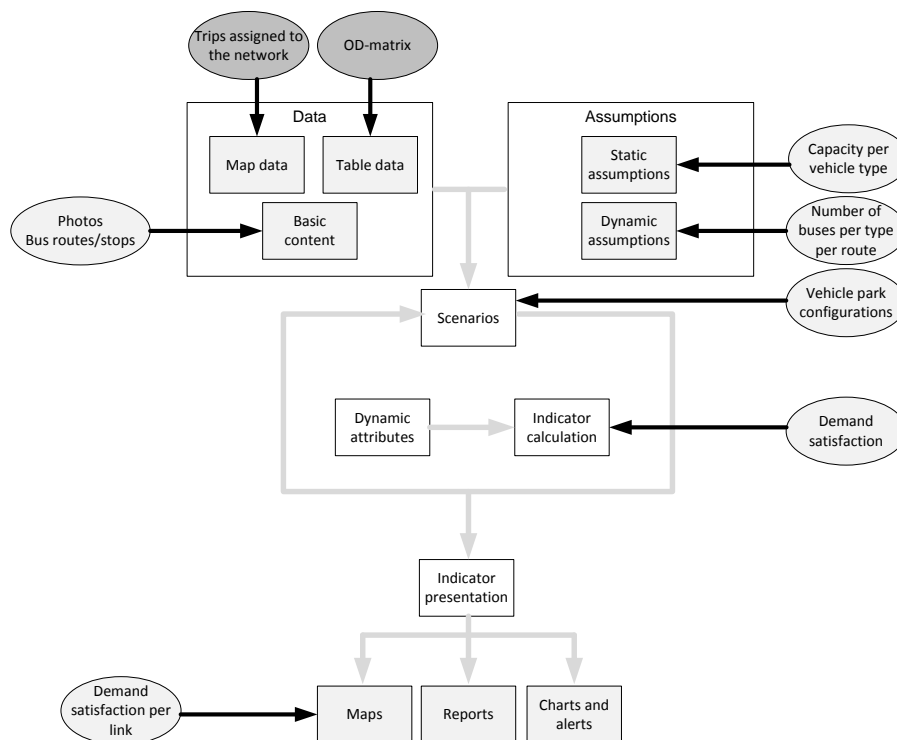 Trips assigned to
the network
OD-matrix
Data
Assumptions
Map data
Table data
Static
assumptions
Capacity per
vehicle type
Photos
Bus routes/stops
Basic
content
Dynamic
assumptions
Number of
buses per type
per route
Scenarios
Vehicle park
configurations
Dynamic
attributes
Indicator
calculation
Demand
satisfaction
Indicator
presentation
Demand
satisfaction per
link
Maps
Reports
Charts and
alerts